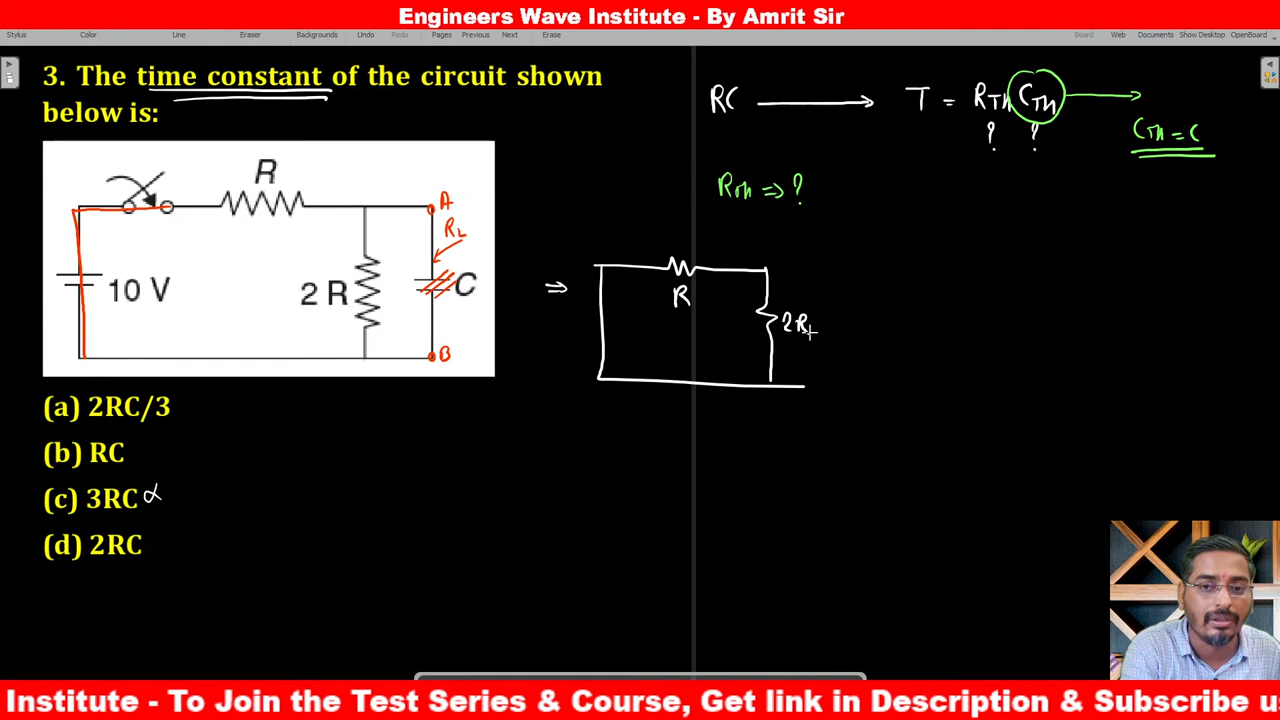 Engineers Wave Institute - By Amrit Sir
Stylus Color Line Eraser Backgrounds Undo Redo Pages Previous Next Erase Board Web Documents Show Desktop OpenBoard
3. The time constant of the circuit shown
below is:
R
A
RL
10 V
2 R
C
B
(a) 2RC/3
(b) RC
(c) 3RC α
(d) 2RC
RC → T = RTh CTh
? ?
CTh = C
RTh ⇒ ?
⇒
R
2R
Institute - To Join the Test Series & Course, Get link in Description & Subscribe us